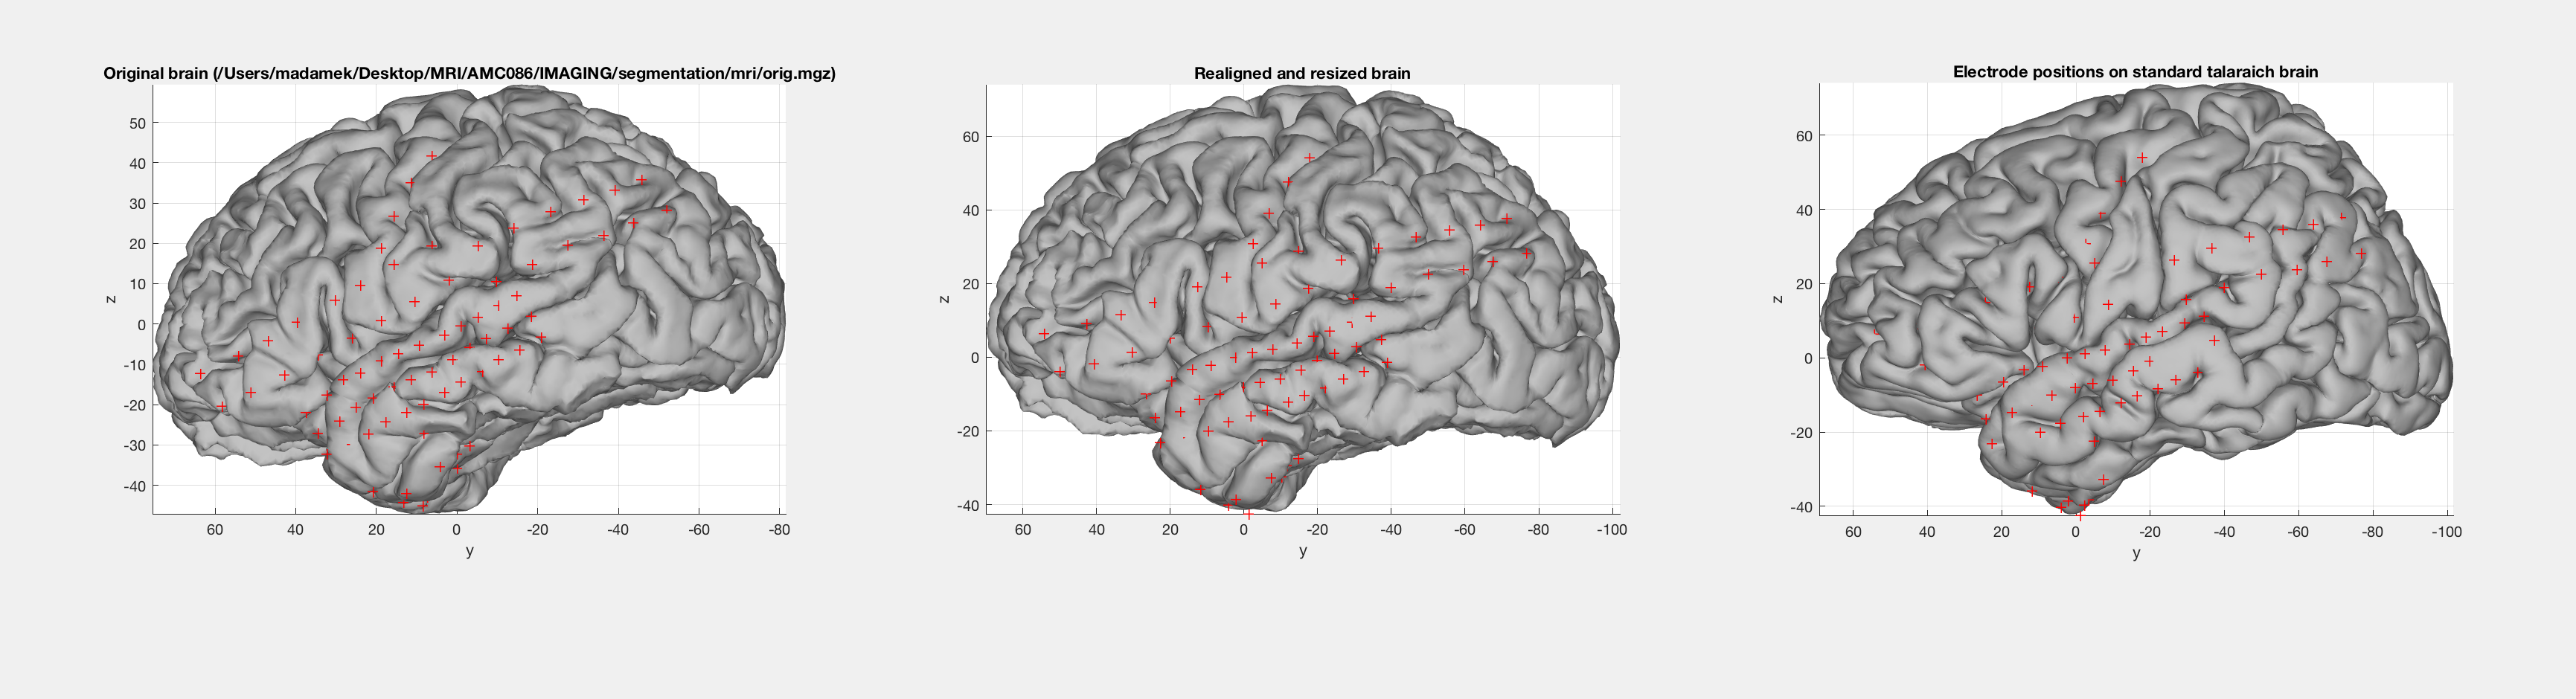 Original brain (/Users/madamek/Desktop/MRI/AMC086/IMAGING/segmentation/mri/orig.mgz)
50
40
30
20
10
0
-10
-20
-30
-40
z
60 40 20 0 -20 -40 -60 -80
y
Realigned and resized brain
60
40
20
0
-20
-40
z
60 40 20 0 -20 -40 -60 -80 -100
y
Electrode positions on standard talaraich brain
60
40
20
0
-20
-40
z
60 40 20 0 -20 -40 -60 -80 -100
y